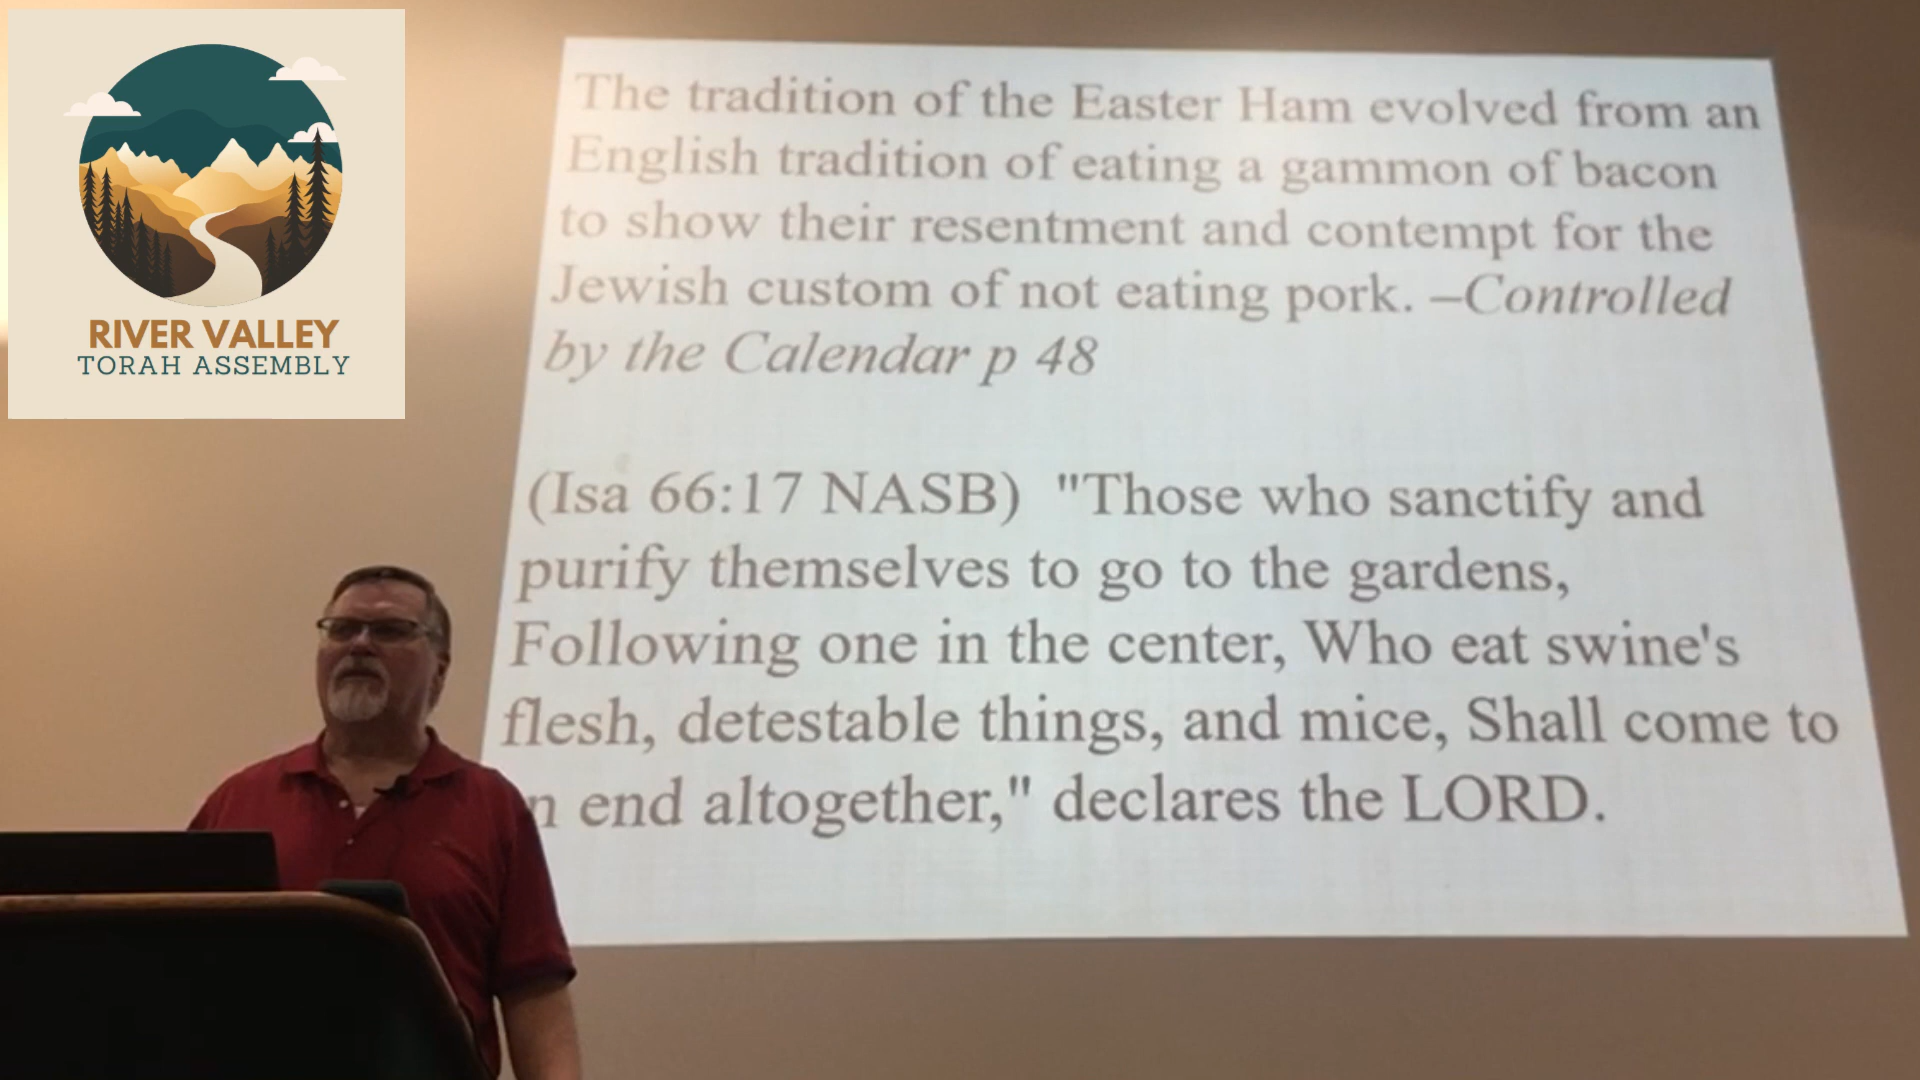 RIVER VALLEY
TORAH ASSEMBLY
The tradition of the Easter Ham evolved from an
English tradition of eating a gammon of bacon
to show their resentment and contempt for the
Jewish custom of not eating pork. –Controlled
by the Calendar p 48
(Isa 66:17 NASB) "Those who sanctify and
purify themselves to go to the gardens,
Following one in the center, Who eat swine's
flesh, detestable things, and mice, Shall come to
n end altogether," declares the LORD.